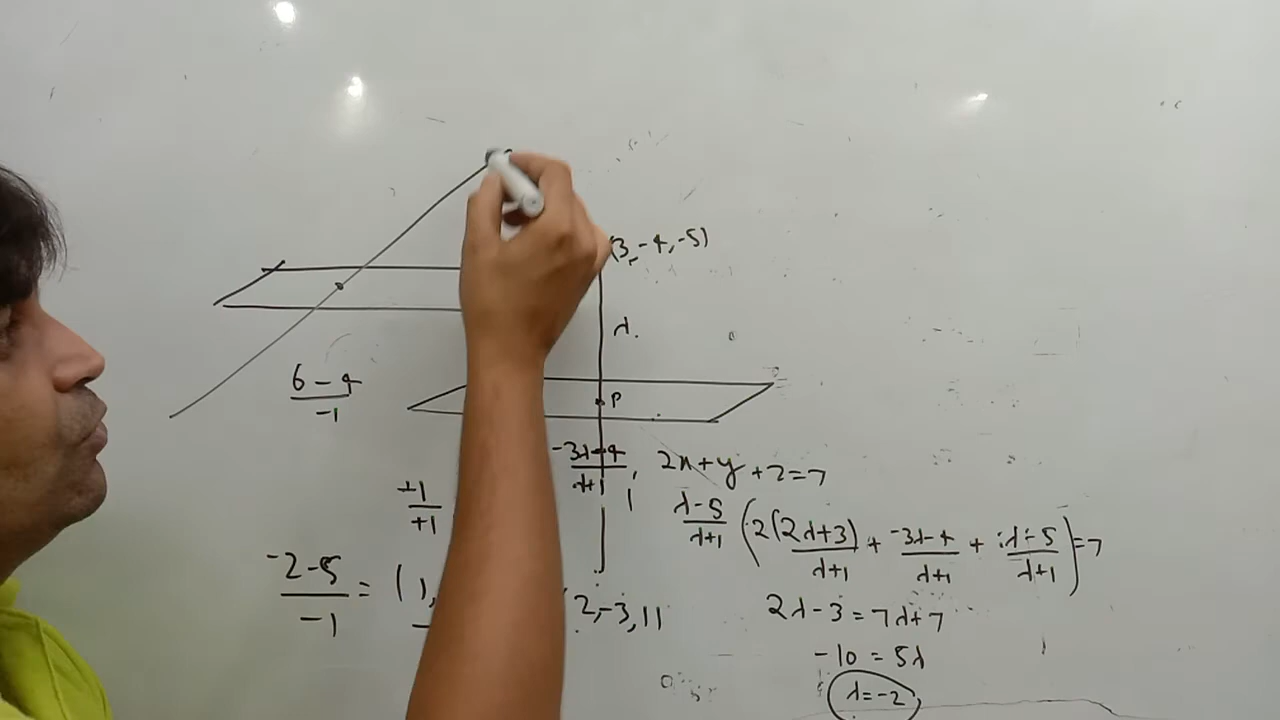 (3, -4, -5)
λ.
P
6 - 4 / -1
-3λ-4 / λ+1 ,
2x+y+z=7
+1 / +1
λ-5 / λ+1
(2(2λ+3) / λ+1 + -3λ-4 / λ+1 + λ-5 / λ+1) = 7
-2-5 / -1 = (1,
2,-3,1)
2λ-3 = 7λ+7
-10 = 5λ
λ=-2